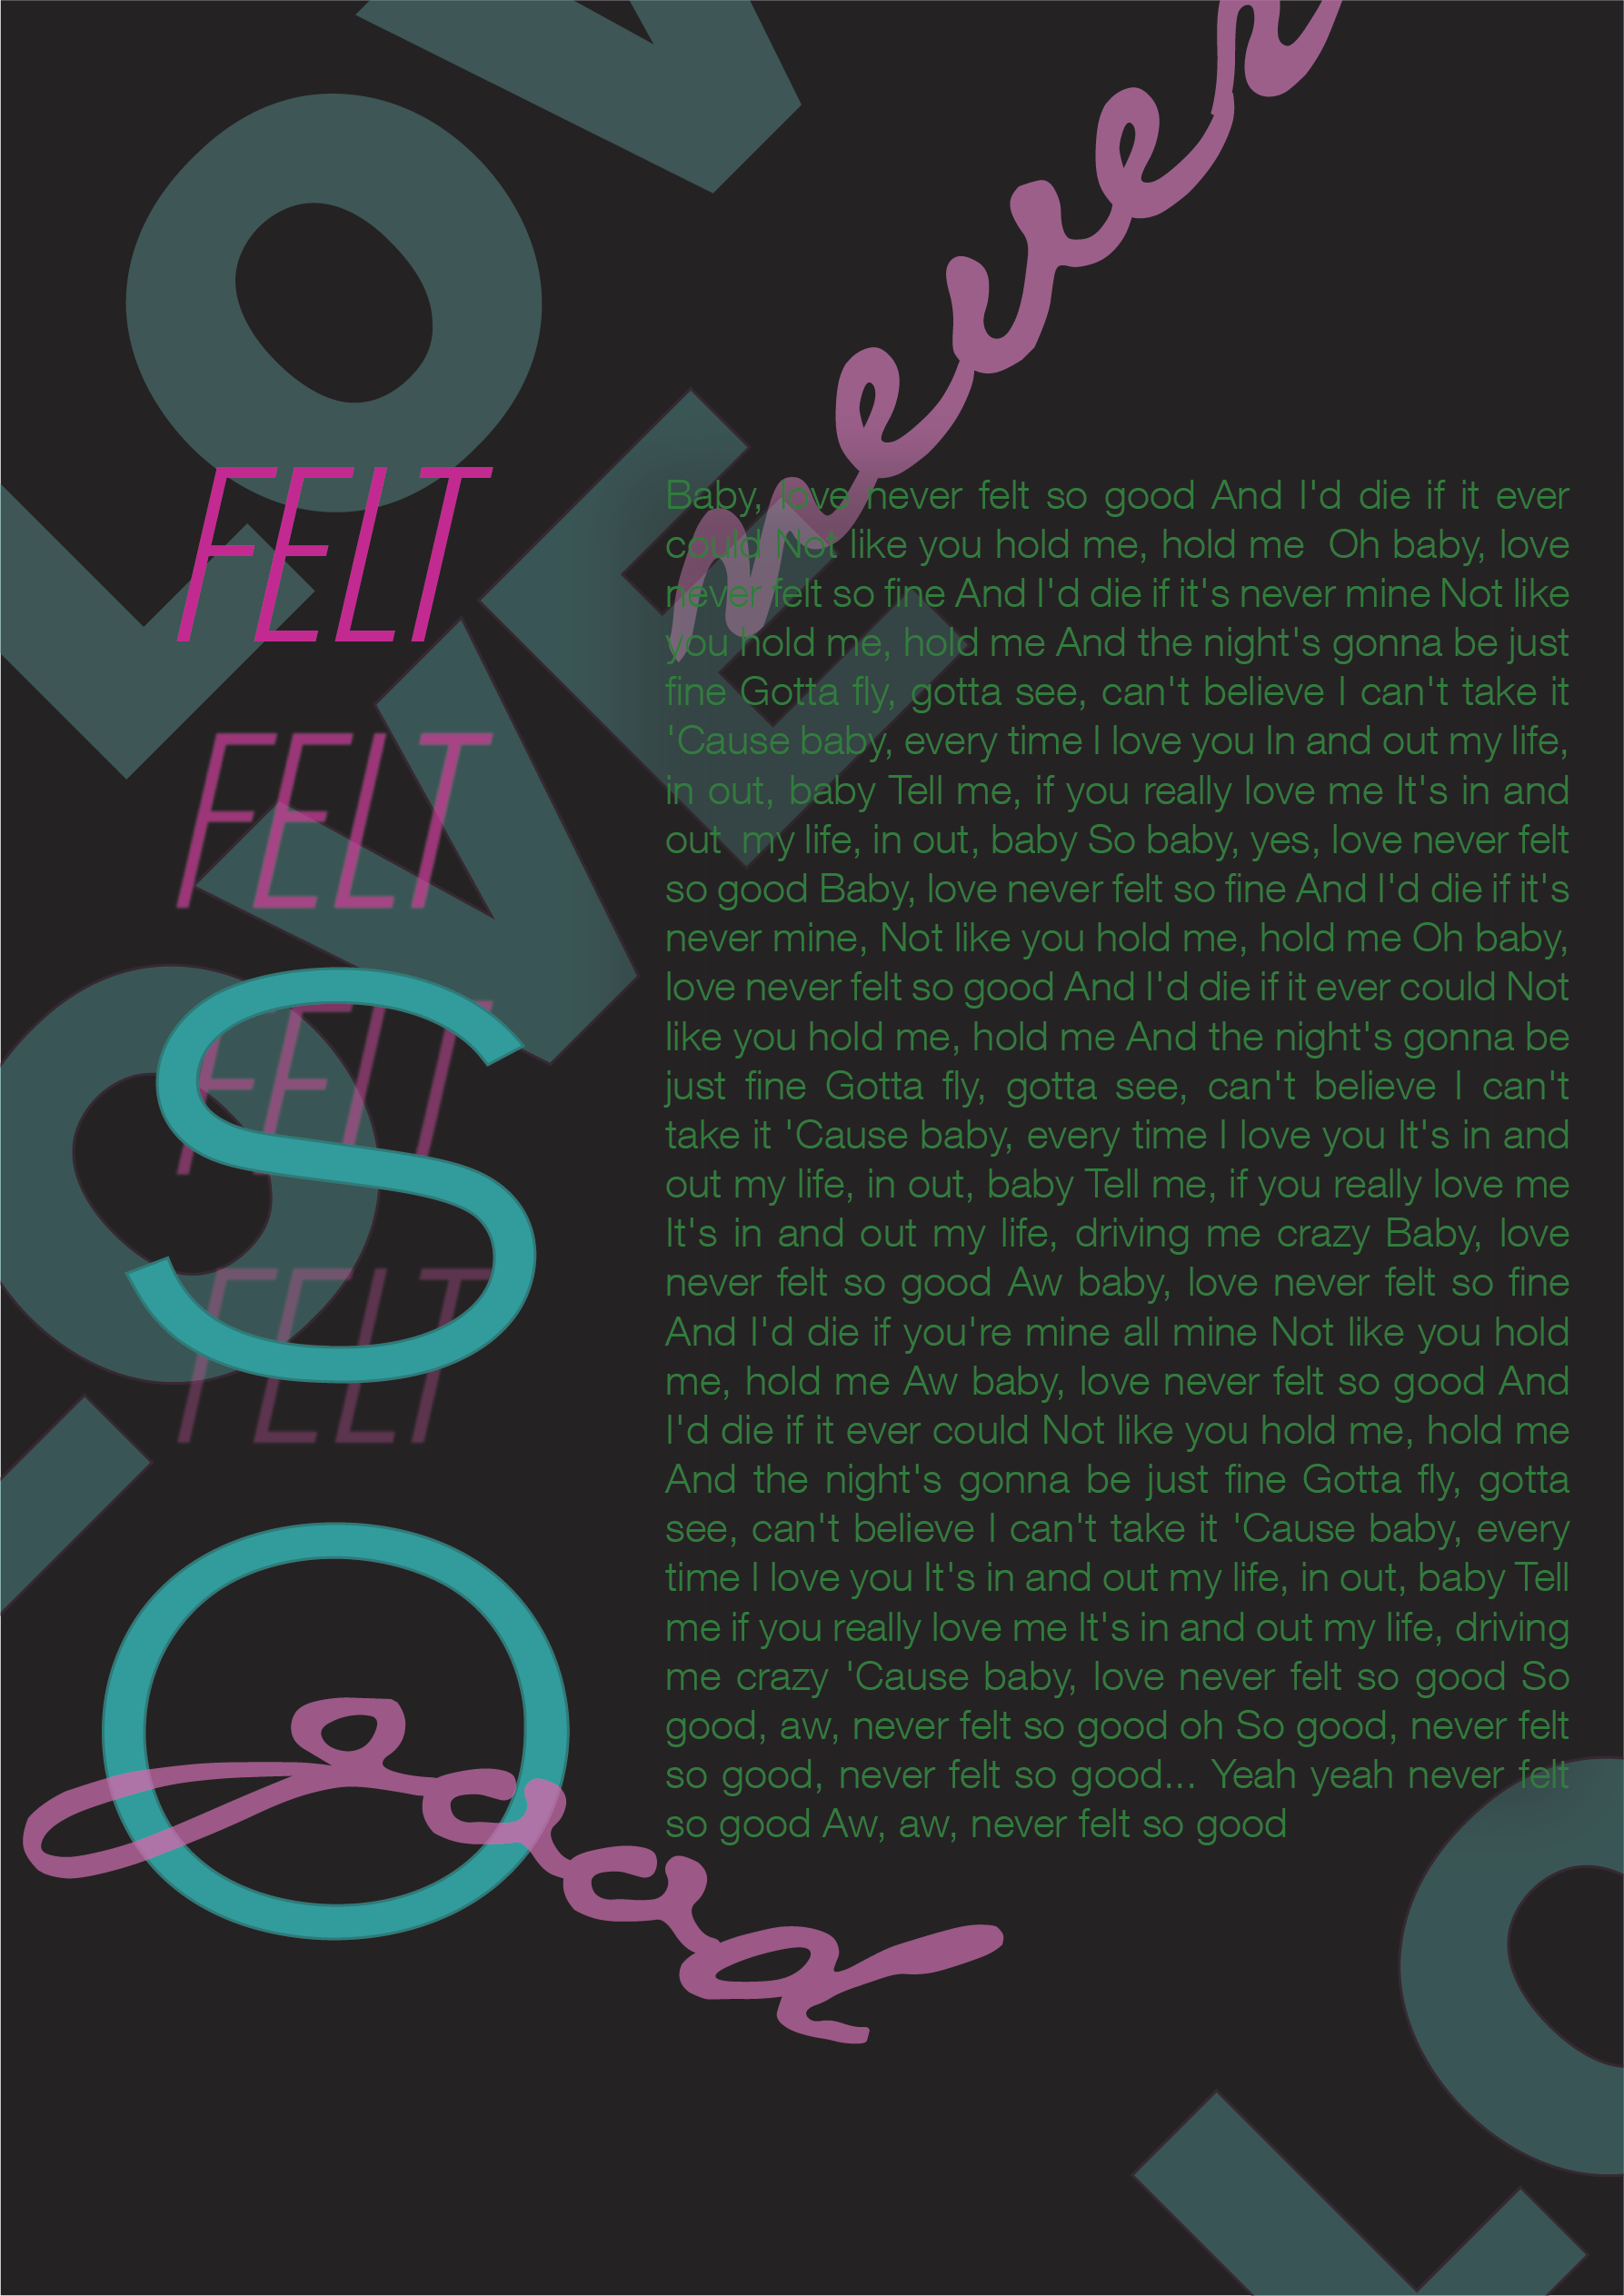 LOVE
LOVE
LO
never
FELT
FELT
FELT
FELT
SO
good
Baby, love never felt so good And I'd die if it ever
could Not like you hold me, hold me Oh baby, love
never felt so fine And I'd die if it's never mine Not like
you hold me, hold me And the night's gonna be just
fine Gotta fly, gotta see, can't believe I can't take it
'Cause baby, every time I love you In and out my life,
in out, baby Tell me, if you really love me It's in and
out my life, in out, baby So baby, yes, love never felt
so good Baby, love never felt so fine And I'd die if it's
never mine, Not like you hold me, hold me Oh baby,
love never felt so good And I'd die if it ever could Not
like you hold me, hold me And the night's gonna be
just fine Gotta fly, gotta see, can't believe I can't
take it 'Cause baby, every time I love you It's in and
out my life, in out, baby Tell me, if you really love me
It's in and out my life, driving me crazy Baby, love
never felt so good Aw baby, love never felt so fine
And I'd die if you're mine all mine Not like you hold
me, hold me Aw baby, love never felt so good And
I'd die if it ever could Not like you hold me, hold me
And the night's gonna be just fine Gotta fly, gotta
see, can't believe I can't take it 'Cause baby, every
time I love you It's in and out my life, in out, baby Tell
me if you really love me It's in and out my life, driving
me crazy 'Cause baby, love never felt so good So
good, aw, never felt so good oh So good, never felt
so good, never felt so good... Yeah yeah never felt
so good Aw, aw, never felt so good